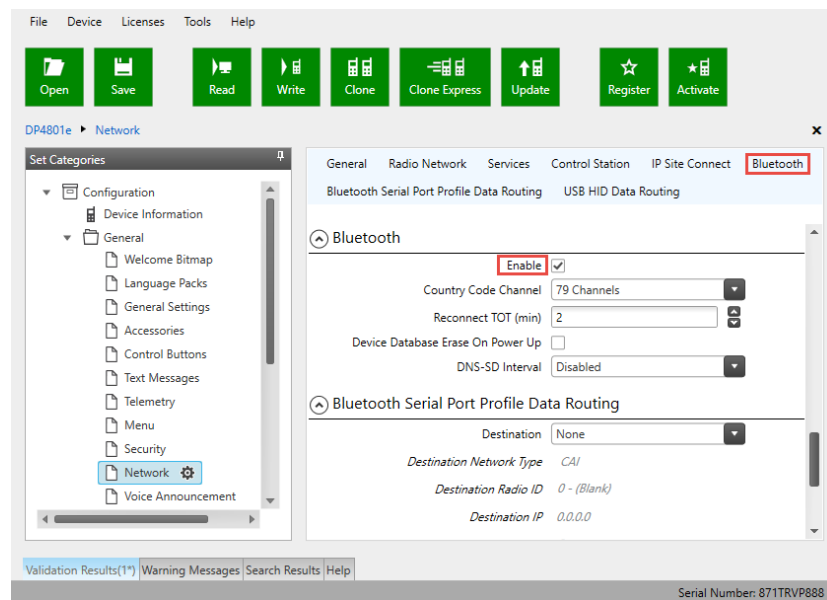 File Device Licenses Tools Help
Open Save Read Write Clone Clone Express Update Register Activate
DP4801e Network
Set Categories
Configuration
Device Information
General
Welcome Bitmap
Language Packs
General Settings
Accessories
Control Buttons
Text Messages
Telemetry
Menu
Security
Network
Voice Announcement
General Radio Network Services Control Station IP Site Connect Bluetooth
Bluetooth Serial Port Profile Data Routing USB HID Data Routing
Bluetooth
Enable
Country Code Channel 79 Channels
Reconnect TOT (min) 2
Device Database Erase On Power Up
DNS-SD Interval Disabled
Bluetooth Serial Port Profile Data Routing
Destination None
Destination Network Type CAI
Destination Radio ID 0 - (Blank)
Destination IP 0.0.0.0
Validation Results(1*) Warning Messages Search Results Help
Serial Number: 871TRVP888